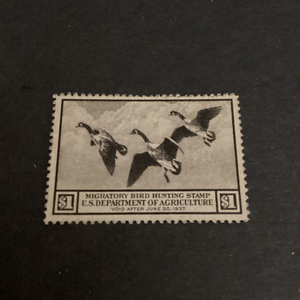 MIGRATORY BIRD HUNTING STAMP
$1 U.S. DEPARTMENT OF AGRICULTURE $1
VOID AFTER JUNE 30, 1937.